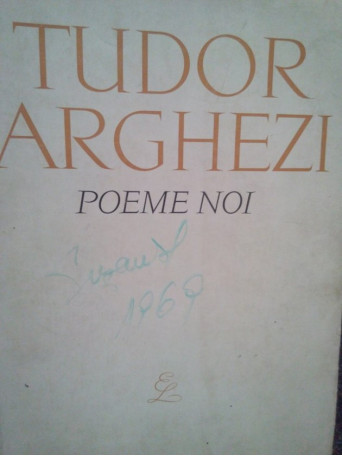 TUDOR
ARGHEZI
POEME NOI
1969
EL